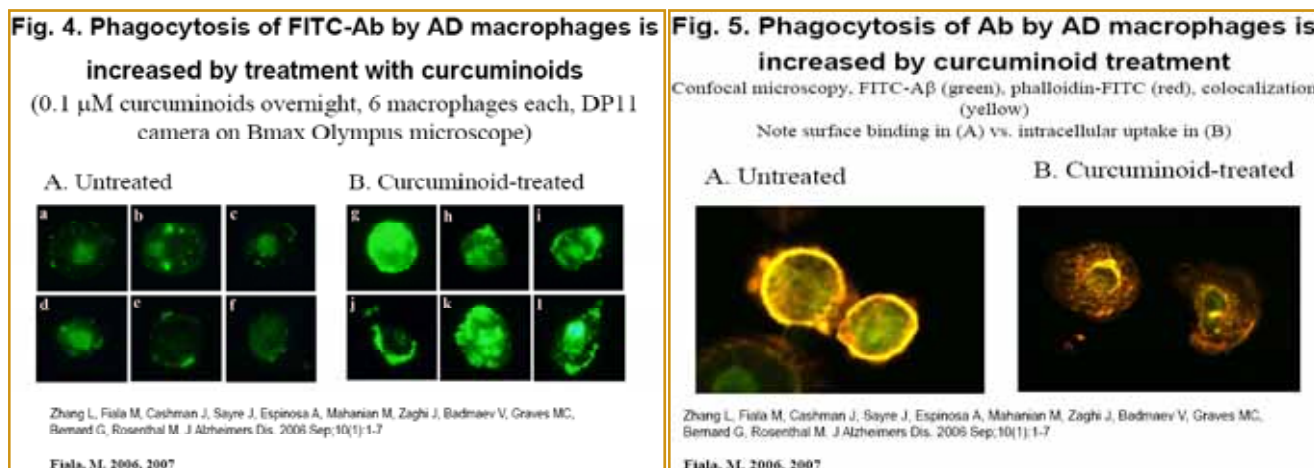 Fig. 4. Phagocytosis of FITC-Ab by AD macrophages is
increased by treatment with curcuminoids
(0.1 μM curcuminoids overnight, 6 macrophages each, DP11
camera on Bmax Olympus microscope)
A. Untreated
B. Curcuminoid-treated
a b c
g h i
d e f
j k l
Zhang L, Fiala M, Cashman J, Sayre J, Espinosa A, Mahanian M, Zaghi J, Badmaev V, Graves MC,
Bernard G, Rosenthal M. J Alzheimers Dis. 2006 Sep;10(1):1-7
Fiala, M. 2006, 2007
Fig. 5. Phagocytosis of Ab by AD macrophages is
increased by curcuminoid treatment
Confocal microscopy, FITC-Aβ (green), phalloidin-FITC (red), colocalization
(yellow)
Note surface binding in (A) vs. intracellular uptake in (B)
A. Untreated
B. Curcuminoid-treated
Zhang L, Fiala M, Cashman J, Sayre J, Espinosa A, Mahanian M, Zaghi J, Badmaev V, Graves MC,
Bernard G, Rosenthal M. J Alzheimers Dis. 2006 Sep;10(1):1-7
Fiala, M. 2006, 2007